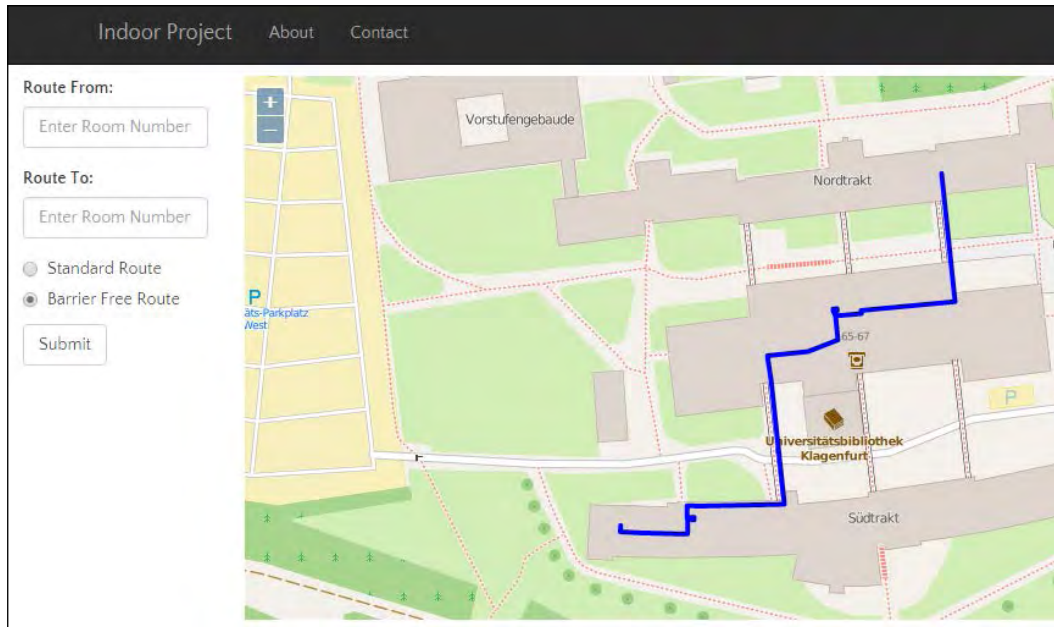 Indoor Project About Contact
Route From:
Enter Room Number
Route To:
Enter Room Number
Standard Route
Barrier Free Route
Submit
+
−
Vorstufengebaude
Nordtrakt
P
äts-Parkplatz
West
65-67
P
Universitätsbibliothek
Klagenfurt
Südtrakt